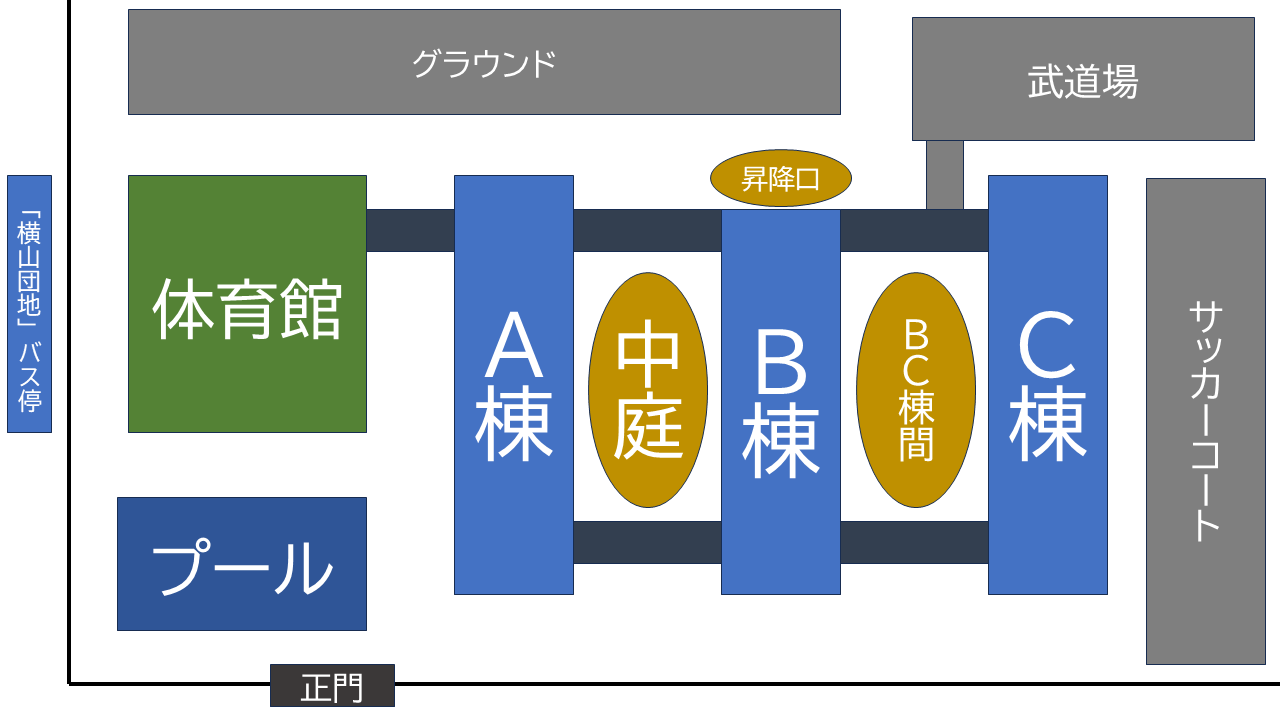 グラウンド
武道場
昇降口
「横山団地」バス停
体育館
A棟
中庭
B棟
BC棟間
C棟
サッカーコート
プール
正門